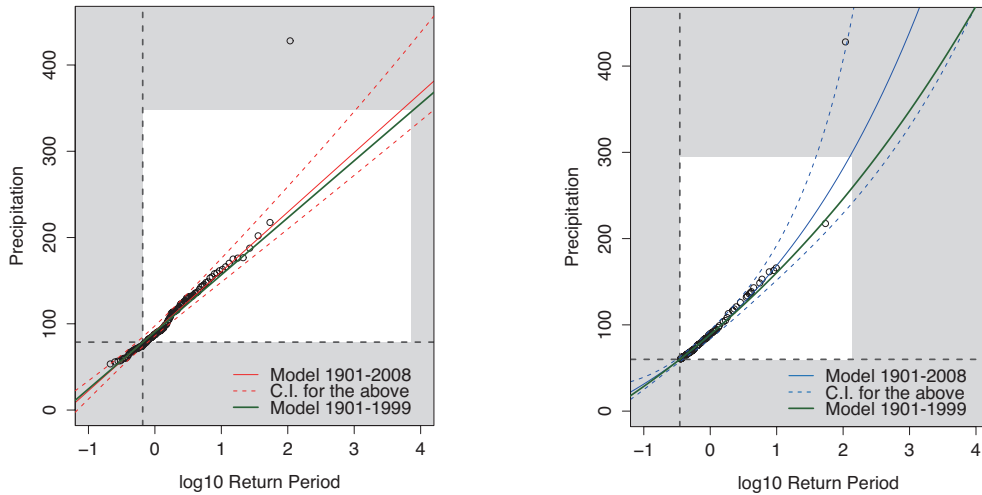 Precipitation
400
300
200
100
0
Model 1901-2008
C.I. for the above
Model 1901-1999
−1 0 1 2 3 4
log10 Return Period
Precipitation
400
300
200
100
0
Model 1901-2008
C.I. for the above
Model 1901-1999
−1 0 1 2 3 4
log10 Return Period